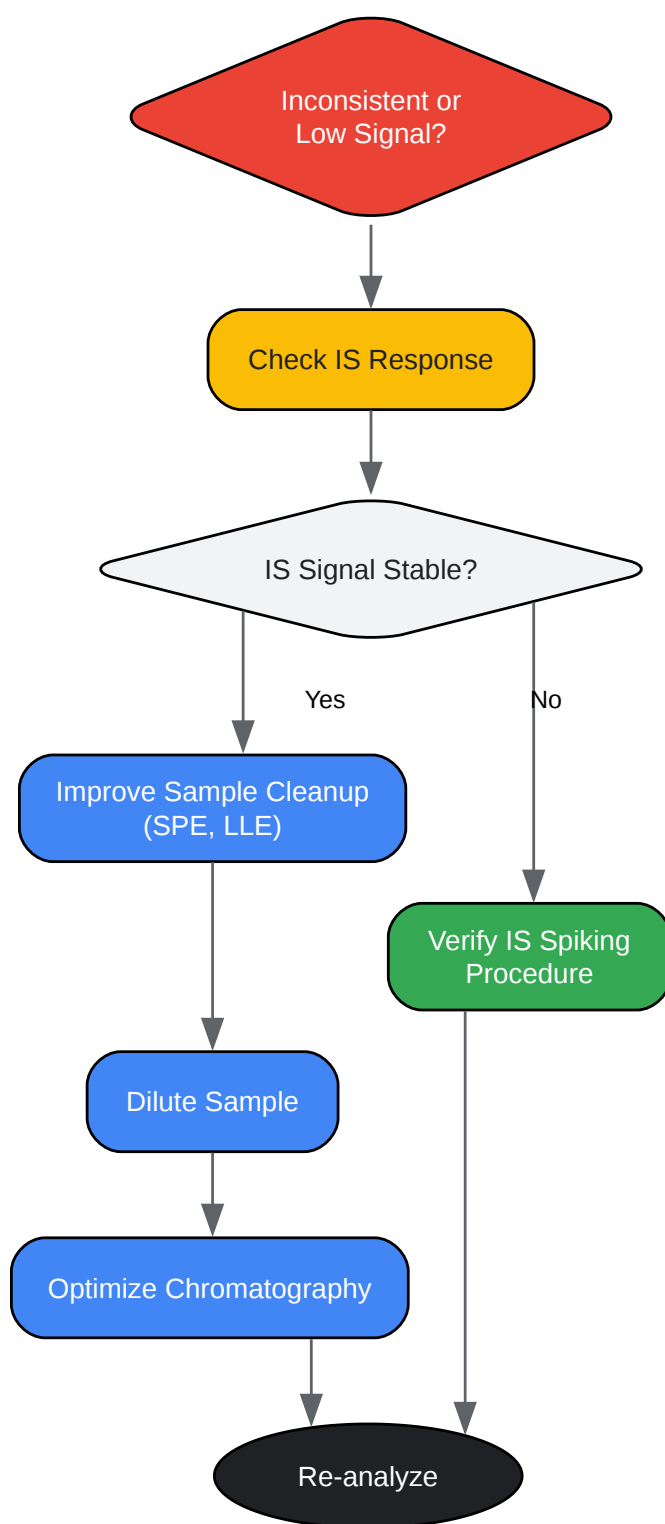 Inconsistent or
Low Signal?
Check IS Response
IS Signal Stable?
Yes
No
Improve Sample Cleanup
(SPE, LLE)
Verify IS Spiking
Procedure
Dilute Sample
Optimize Chromatography
Re-analyze